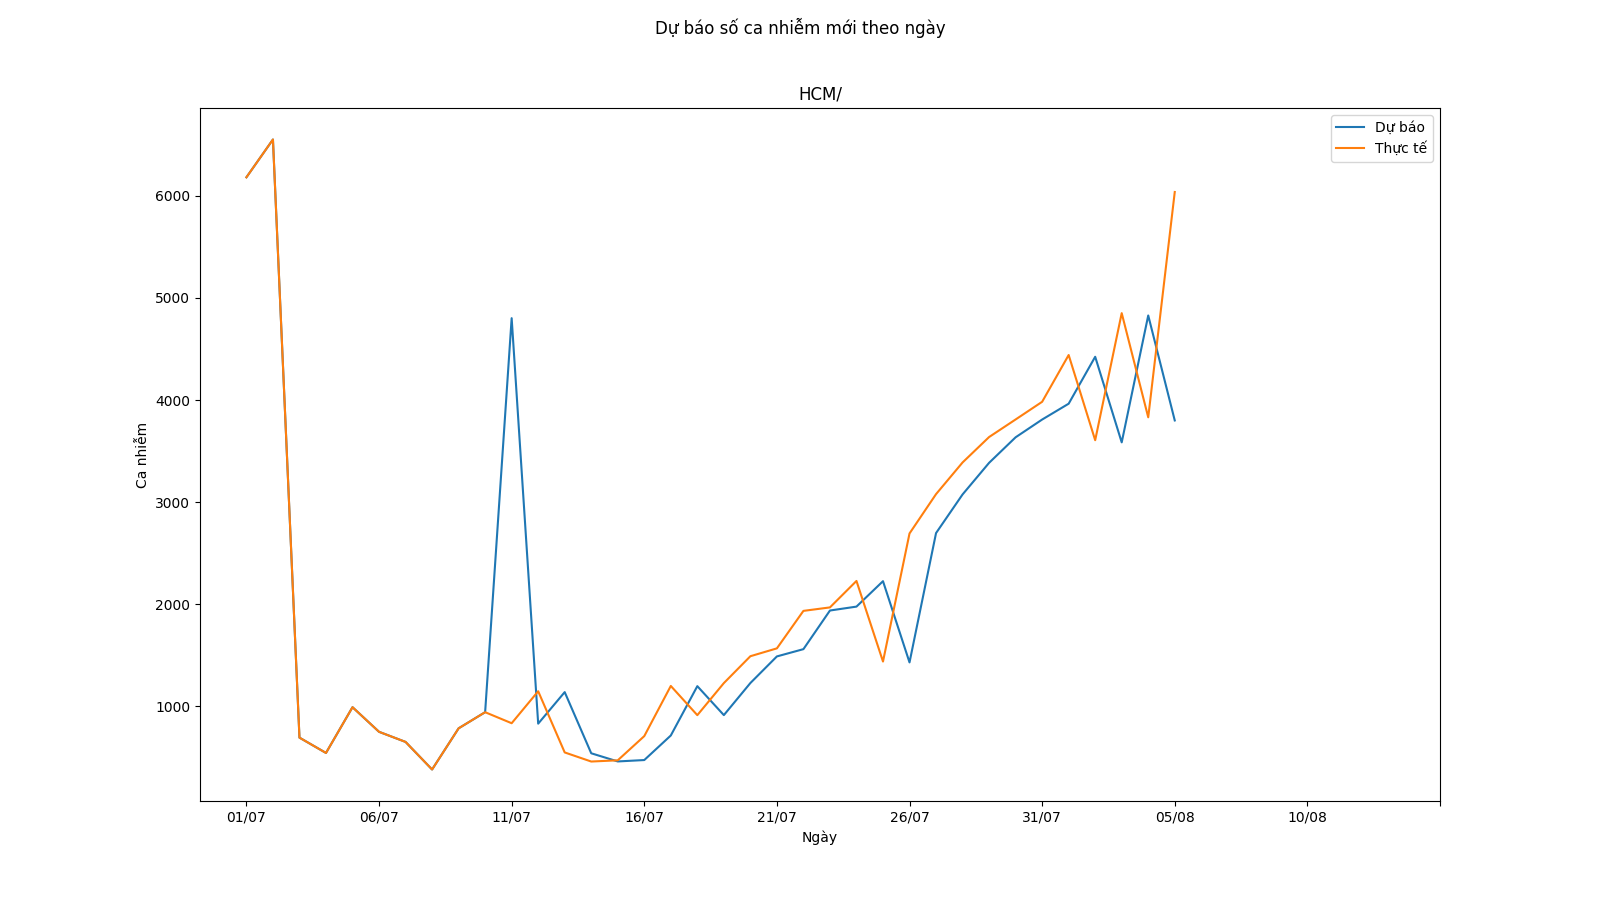 Dự báo số ca nhiễm mới theo ngày
HCM/
Dự báo
Thực tế
6000
5000
4000
3000
2000
1000
Ca nhiễm
01/07 06/07 11/07 16/07 21/07 26/07 31/07 05/08 10/08
Ngày